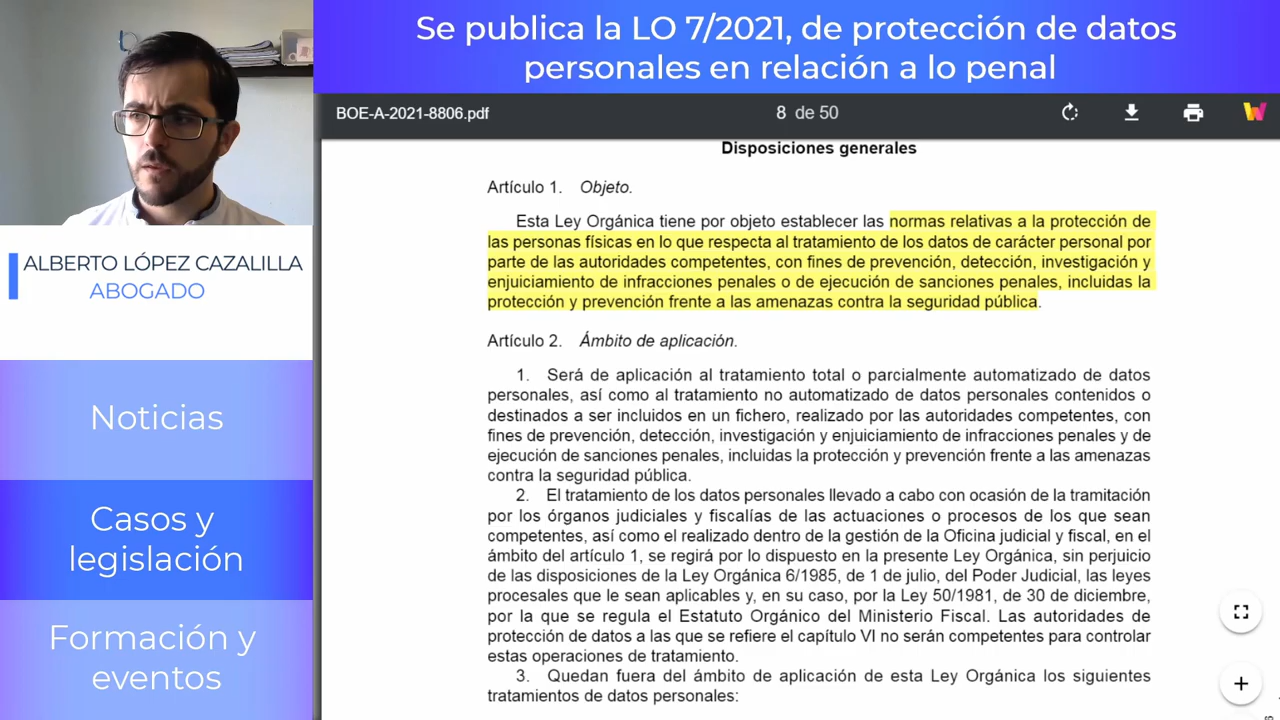 Se publica la LO 7/2021, de protección de datos
personales en relación a lo penal
BOE-A-2021-8806.pdf
8 de 50
ALBERTO LÓPEZ CAZALILLA
ABOGADO
Noticias
Casos y
legislación
Formación y
eventos
Disposiciones generales
Artículo 1. Objeto.
Esta Ley Orgánica tiene por objeto establecer las normas relativas a la protección de
las personas físicas en lo que respecta al tratamiento de los datos de carácter personal por
parte de las autoridades competentes, con fines de prevención, detección, investigación y
enjuiciamiento de infracciones penales o de ejecución de sanciones penales, incluidas la
protección y prevención frente a las amenazas contra la seguridad pública.
Artículo 2. Ámbito de aplicación.
1. Será de aplicación al tratamiento total o parcialmente automatizado de datos
personales, así como al tratamiento no automatizado de datos personales contenidos o
destinados a ser incluidos en un fichero, realizado por las autoridades competentes, con
fines de prevención, detección, investigación y enjuiciamiento de infracciones penales y de
ejecución de sanciones penales, incluidas la protección y prevención frente a las amenazas
contra la seguridad pública.
2. El tratamiento de los datos personales llevado a cabo con ocasión de la tramitación
por los órganos judiciales y fiscalías de las actuaciones o procesos de los que sean
competentes, así como el realizado dentro de la gestión de la Oficina judicial y fiscal, en el
ámbito del artículo 1, se regirá por lo dispuesto en la presente Ley Orgánica, sin perjuicio
de las disposiciones de la Ley Orgánica 6/1985, de 1 de julio, del Poder Judicial, las leyes
procesales que le sean aplicables y, en su caso, por la Ley 50/1981, de 30 de diciembre,
por la que se regula el Estatuto Orgánico del Ministerio Fiscal. Las autoridades de
protección de datos a las que se refiere el capítulo VI no serán competentes para controlar
estas operaciones de tratamiento.
3. Quedan fuera del ámbito de aplicación de esta Ley Orgánica los siguientes
tratamientos de datos personales: